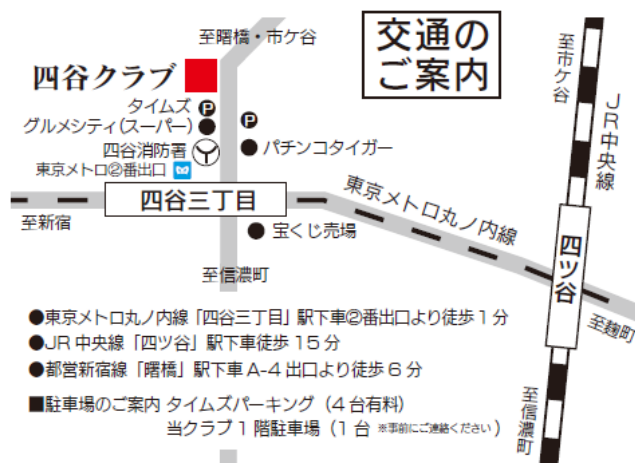 交通の
ご案内
至曙橋・市ケ谷
四谷クラブ
タイムズ P
グルメシティ(スーパー)
P
四谷消防署
パチンコタイガー
東京メトロ②番出口
四谷三丁目
至新宿
宝くじ売場
至信濃町
東京メトロ丸ノ内線
至市ケ谷
JR中央線
四ツ谷
至麹町
至信濃町
●東京メトロ丸ノ内線「四谷三丁目」駅下車②番出口より徒歩1分
●JR中央線「四ツ谷」駅下車徒歩15分
●都営新宿線「曙橋」駅下車A-4出口より徒歩6分
■駐車場のご案内 タイムズパーキング(4台有料)
当クラブ1階駐車場(1台 ※事前にご連絡ください)